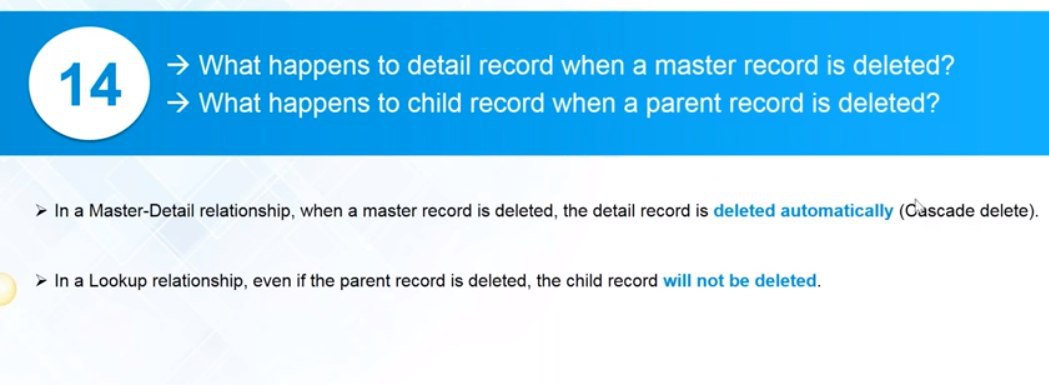 14
→ What happens to detail record when a master record is deleted?
→ What happens to child record when a parent record is deleted?
➤ In a Master-Detail relationship, when a master record is deleted, the detail record is deleted automatically (Cascade delete).
➤ In a Lookup relationship, even if the parent record is deleted, the child record will not be deleted.